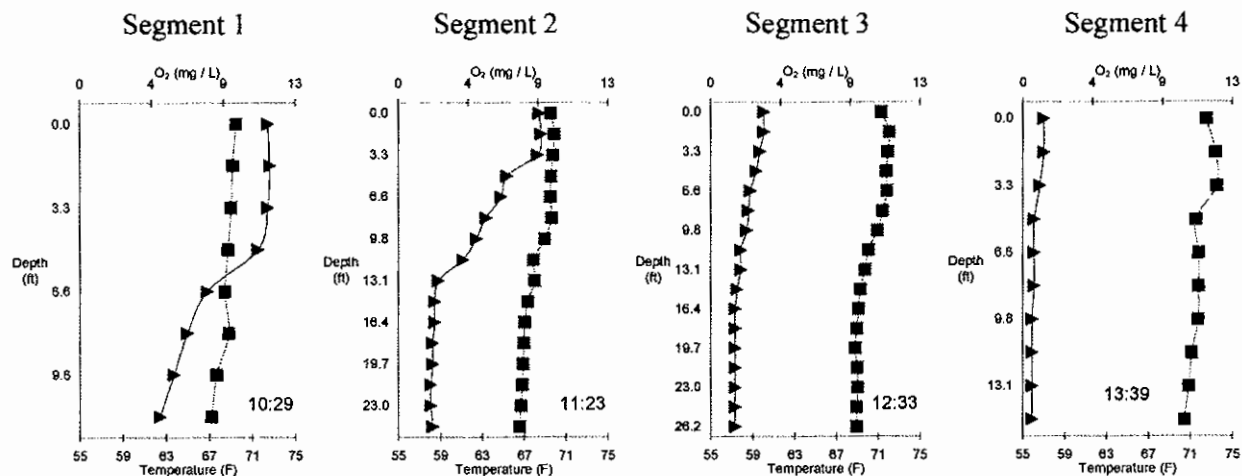 Segment 1
O₂ (mg / L)
0 4 9 13
0.0
3.3
Depth
(ft)
6.6
9.8
10:29
55 59 63 67 71 75
Temperature (F)
Segment 2
O₂ (mg / L)
0 4 9 13
0.0
3.3
6.6
9.8
Depth
(ft)
13.1
16.4
19.7
23.0
11:23
55 59 63 67 71 75
Temperature (F)
Segment 3
O₂ (mg / L)
0 4 9 13
0.0
3.3
6.6
9.8
Depth
(ft)
13.1
16.4
19.7
23.0
26.2
12:33
55 59 63 67 71 75
Temperature (F)
Segment 4
O₂ (mg / L)
0 4 9 13
0.0
3.3
6.6
Depth
(ft)
9.8
13.1
13:39
55 59 63 67 71 75
Temperature (F)